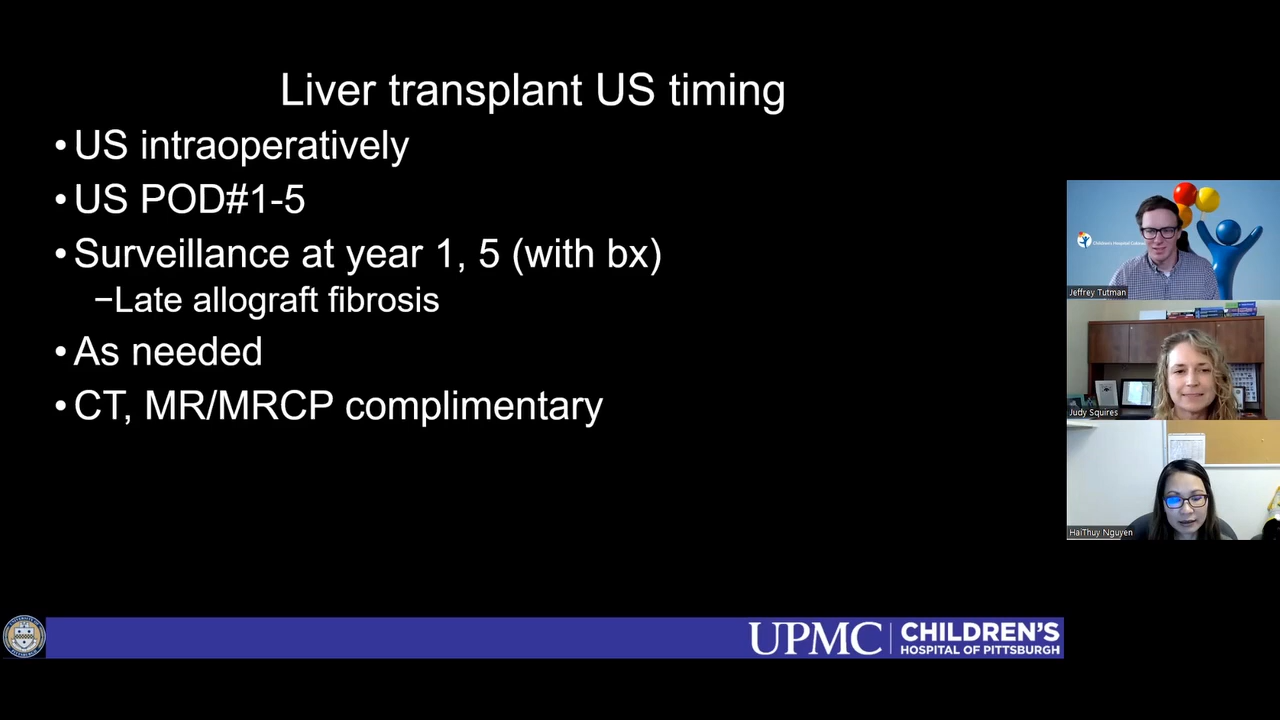 Liver transplant US timing
•US intraoperatively
•US POD#1-5
•Surveillance at year 1, 5 (with bx)
–Late allograft fibrosis
•As needed
•CT, MR/MRCP complimentary
Jeffrey Tutman
Judy Squires
HaiThuy Nguyen
UPMC
CHILDREN'S
HOSPITAL OF PITTSBURGH